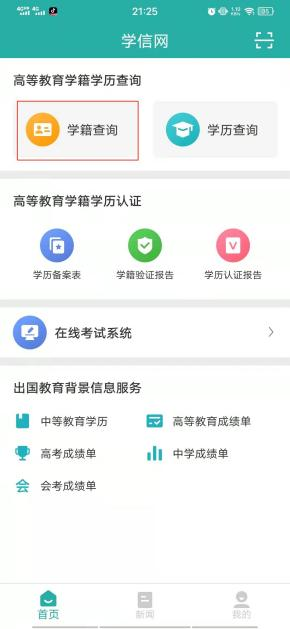 21:25
学信网
高等教育学籍学历查询
学籍查询
学历查询
高等教育学籍学历认证
学历备案表
学籍验证报告
学历认证报告
在线考试系统
出国教育背景信息服务
中等教育学历
高等教育成绩单
高考成绩单
中学成绩单
会 会考成绩单
首页
新闻
我的